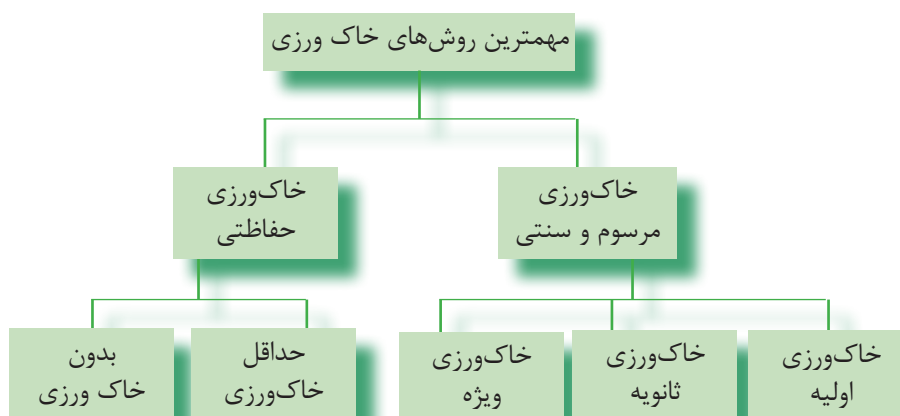 مهمترین روش‌های خاک ورزی
خاک‌ورزی
مرسوم و سنتی
خاک‌ورزی
حفاظتی
خاک‌ورزی
اولیه
خاک‌ورزی
ثانویه
خاک‌ورزی
ویژه
حداقل
خاک‌ورزی
بدون
خاک ورزی